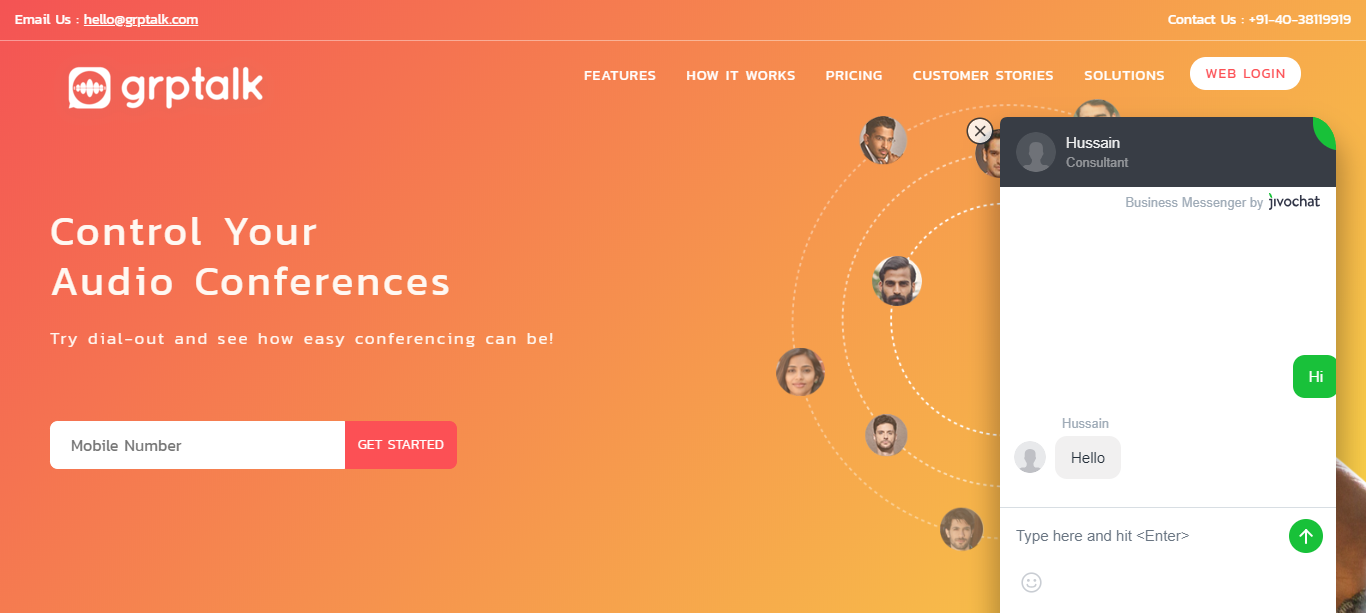 Email Us : hello@grptalk.com
Contact Us : +91-40-38119919
grptalk
FEATURES
HOW IT WORKS
PRICING
CUSTOMER STORIES
SOLUTIONS
WEB LOGIN
Control Your
Audio Conferences
Try dial-out and see how easy conferencing can be!
Mobile Number
GET STARTED
Hussain
Consultant
Business Messenger by jivochat
Hi
Hussain
Hello
Type here and hit <Enter>